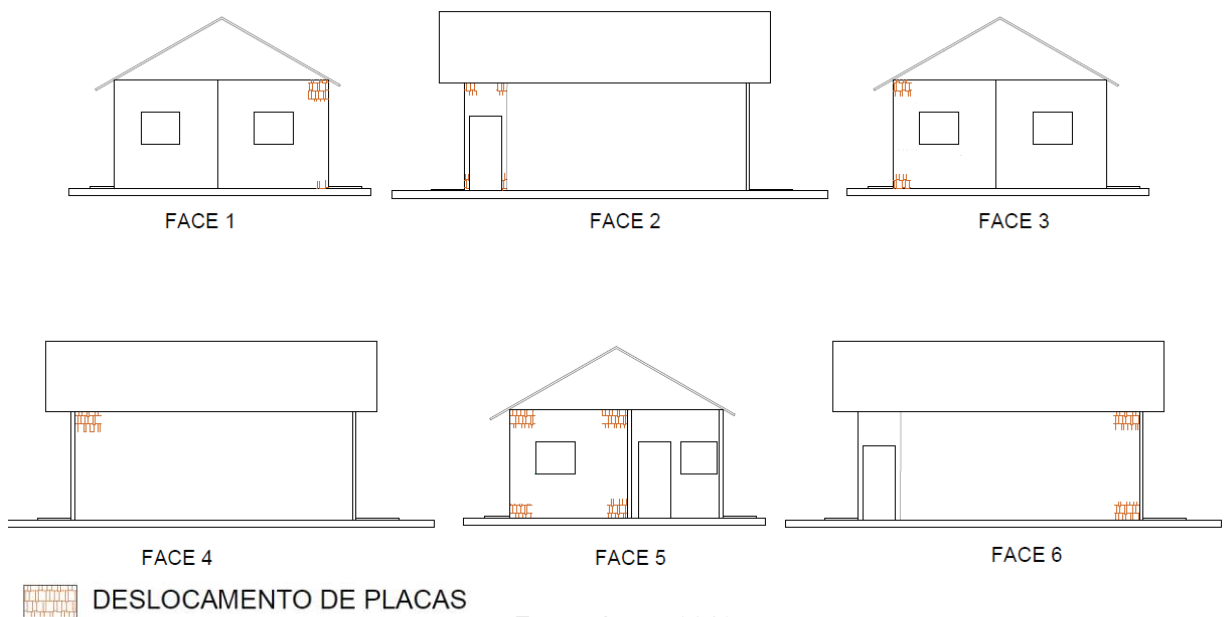 FACE 1
FACE 2
FACE 3
FACE 4
FACE 5
FACE 6
DESLOCAMENTO DE PLACAS